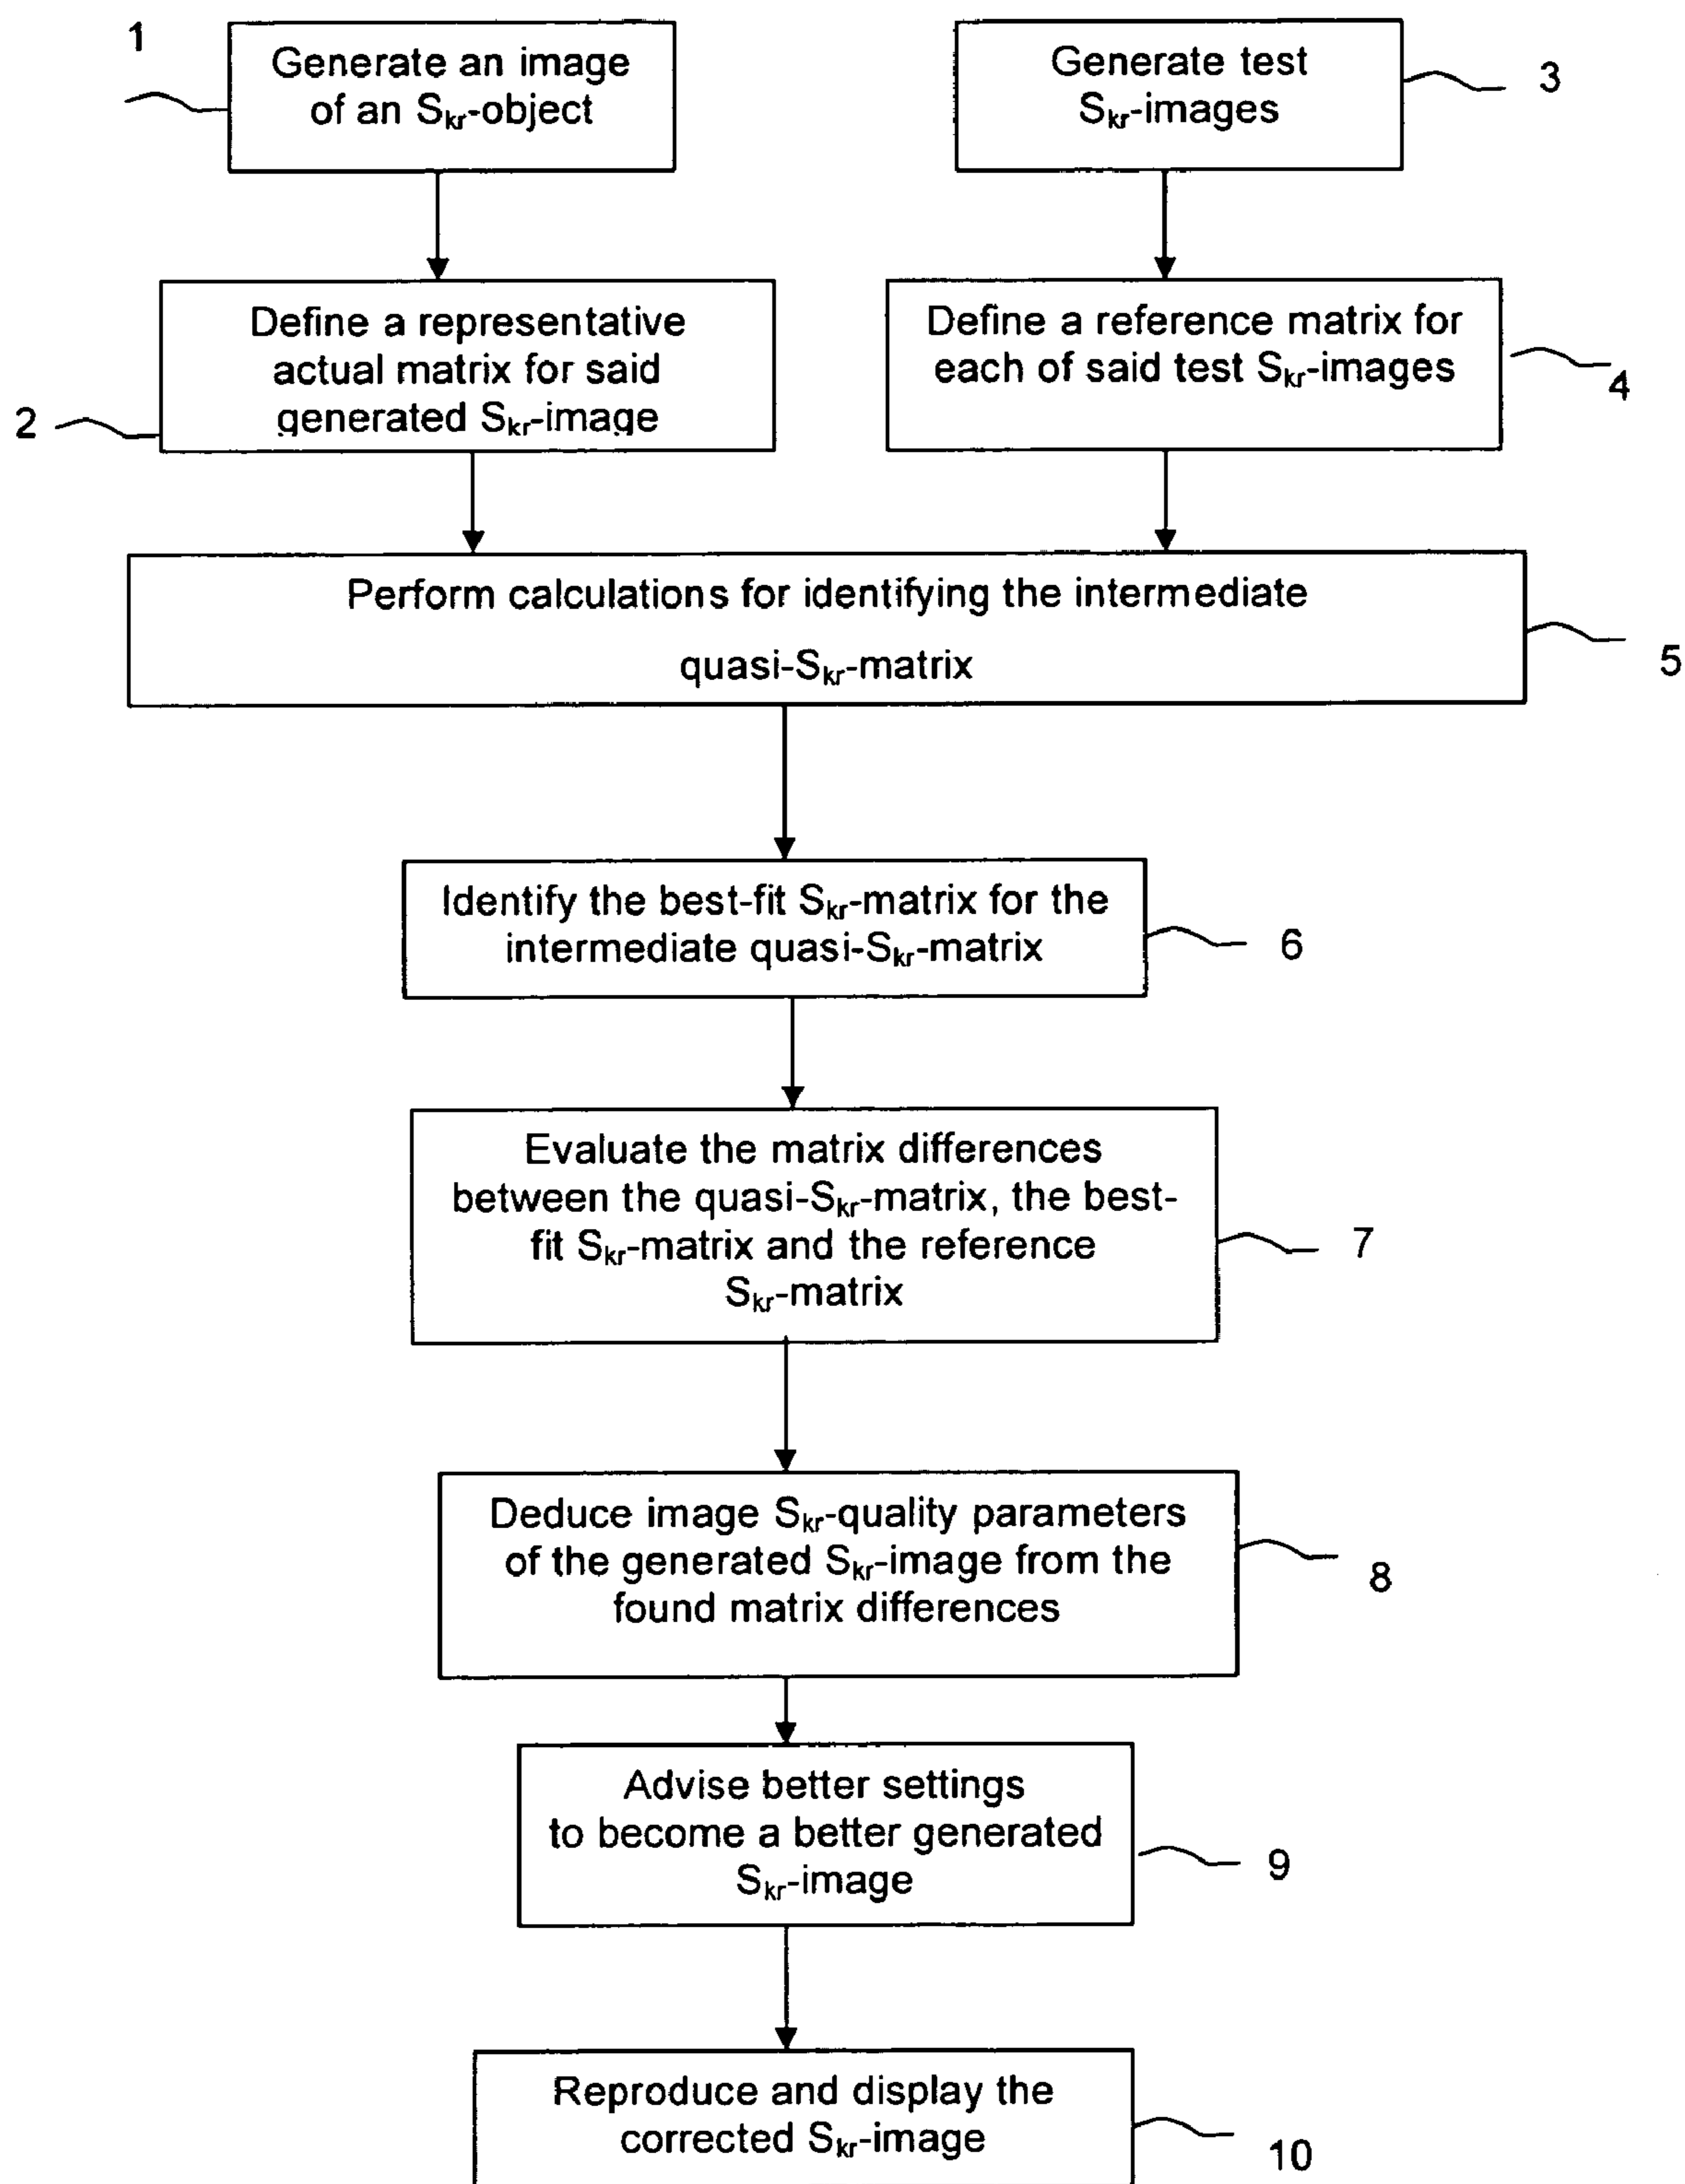 1
Generate an image
of an Skr-object
Generate test
Skr-images
3
Define a representative
actual matrix for said
generated Skr-image
2
Define a reference matrix for
each of said test Skr-images
4
Perform calculations for identifying the intermediate
quasi-Skr-matrix
5
Identify the best-fit Skr-matrix for the
intermediate quasi-Skr-matrix
6
Evaluate the matrix differences
between the quasi-Skr-matrix, the best-
fit Skr-matrix and the reference
Skr-matrix
7
Deduce image Skr-quality parameters
of the generated Skr-image from the
found matrix differences
8
Advise better settings
to become a better generated
Skr-image
9
Reproduce and display the
corrected Skr-image
10